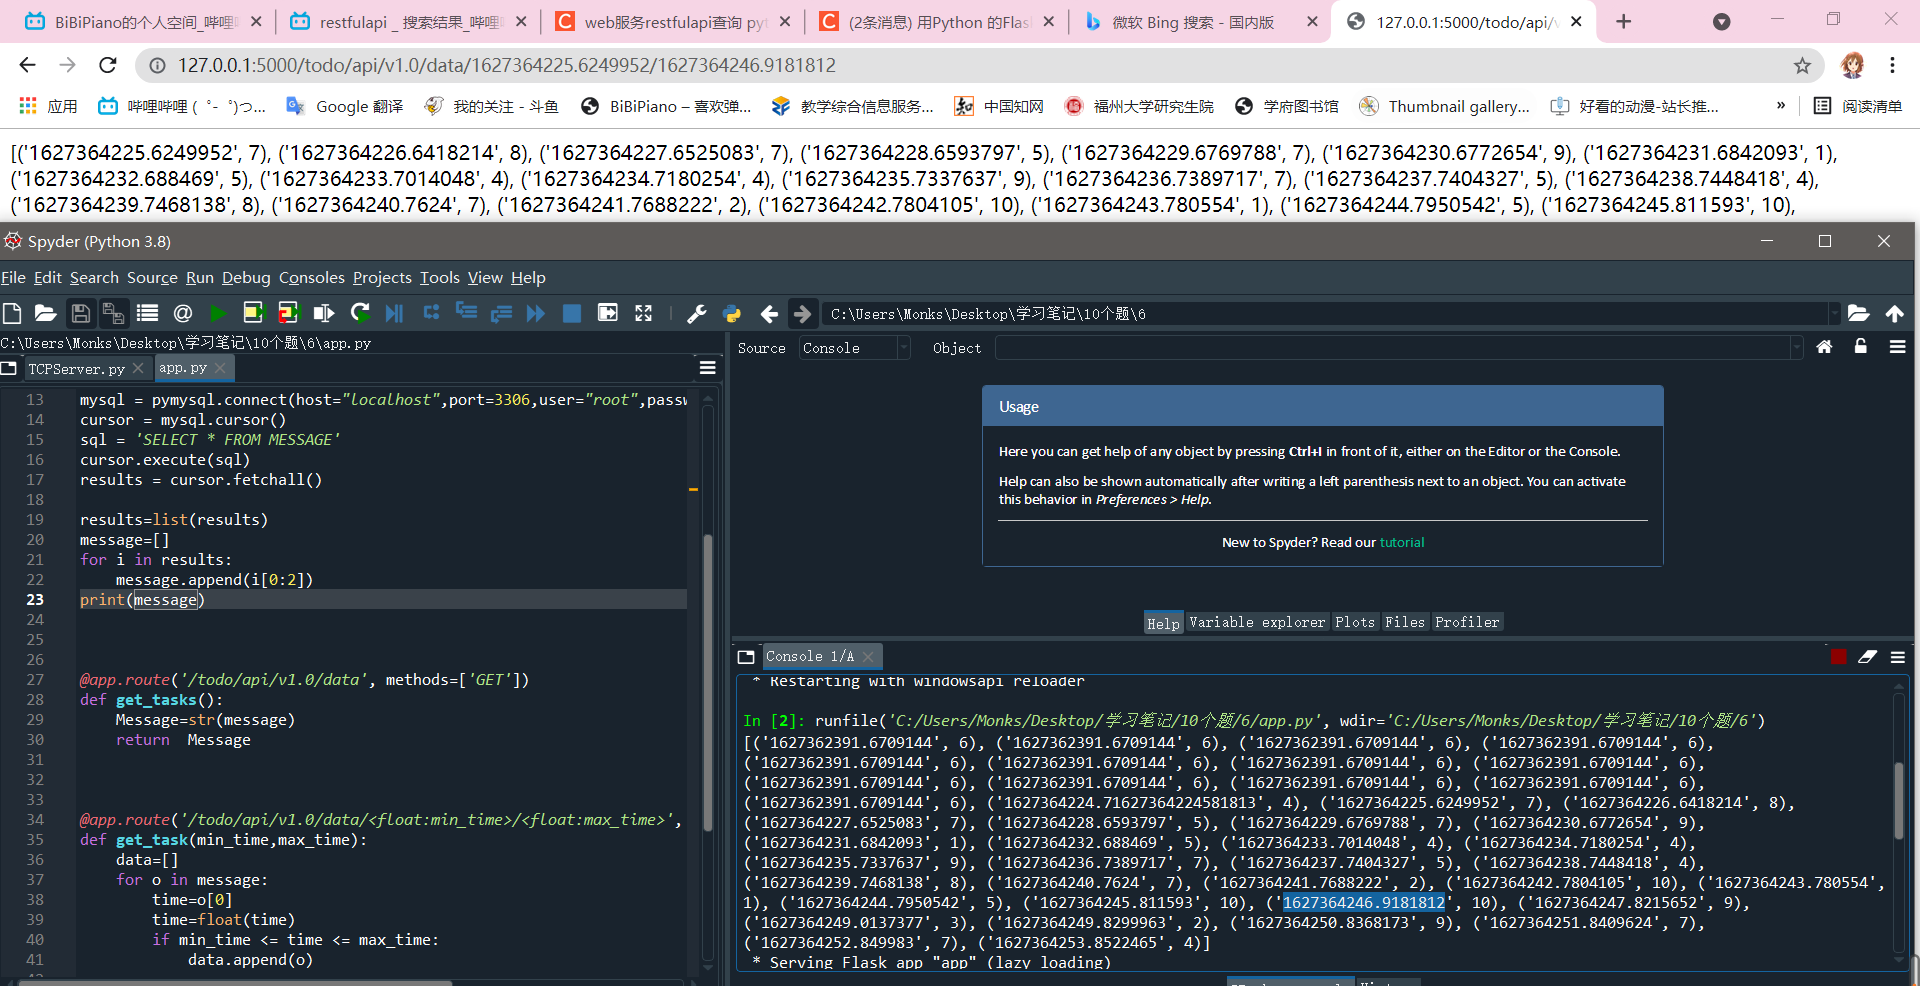 BiBiPiano的个人空间_哔哩
restfulapi _ 搜索结果_哔哩
web服务restfulapi查询 pyt
(2条消息) 用Python 的Flas
微软 Bing 搜索 - 国内版
127.0.0.1:5000/todo/api/v
127.0.0.1:5000/todo/api/v1.0/data/1627364225.6249952/1627364246.9181812
应用
哔哩哔哩 ( ゜- ゜)つ...
Google 翻译
我的关注 - 斗鱼
BiBiPiano – 喜欢弹...
教学综合信息服务...
中国知网
福州大学研究生院
学府图书馆
Thumbnail gallery,...
好看的动漫-站长推...
»
阅读清单
[('1627364225.6249952', 7), ('1627364226.6418214', 8), ('1627364227.6525083', 7), ('1627364228.6593797', 5), ('1627364229.6769788', 7), ('1627364230.6772654', 9), ('1627364231.6842093', 1),
('1627364232.688469', 5), ('1627364233.7014048', 4), ('1627364234.7180254', 4), ('1627364235.7337637', 9), ('1627364236.7389717', 7), ('1627364237.7404327', 5), ('1627364238.7448418', 4),
('1627364239.7468138', 8), ('1627364240.7624', 7), ('1627364241.7688222', 2), ('1627364242.7804105', 10), ('1627364243.780554', 1), ('1627364244.7950542', 5), ('1627364245.811593', 10),
Spyder (Python 3.8)
File Edit Search Source Run Debug Consoles Projects Tools View Help
C:\Users\Monks\Desktop\学习笔记\10个题\6
C:\Users\Monks\Desktop\学习笔记\10个题\6\app.py
TCPServer.py
app.py
13 mysql = pymysql.connect(host="localhost",port=3306,user="root",passw
14 cursor = mysql.cursor()
15 sql = 'SELECT * FROM MESSAGE'
16 cursor.execute(sql)
17 results = cursor.fetchall()
18
19 results=list(results)
20 message=[]
21 for i in results:
22 message.append(i[0:2])
23 print(message)
24
25
26
27 @app.route('/todo/api/v1.0/data', methods=['GET'])
28 def get_tasks():
29 Message=str(message)
30 return Message
31
32
33
34 @app.route('/todo/api/v1.0/data/<float:min_time>/<float:max_time>',
35 def get_task(min_time,max_time):
36 data=[]
37 for o in message:
38 time=o[0]
39 time=float(time)
40 if min_time <= time <= max_time:
41 data.append(o)
Source Console Object
Usage
Here you can get help of any object by pressing Ctrl+I in front of it, either on the Editor or the Console.
Help can also be shown automatically after writing a left parenthesis next to an object. You can activate
this behavior in Preferences > Help.
New to Spyder? Read our tutorial
Help Variable explorer Plots Files Profiler
Console 1/A
* Restarting with windowsapi reloader
In [2]: runfile('C:/Users/Monks/Desktop/学习笔记/10个题/6/app.py', wdir='C:/Users/Monks/Desktop/学习笔记/10个题/6')
[('1627362391.6709144', 6), ('1627362391.6709144', 6), ('1627362391.6709144', 6), ('1627362391.6709144', 6),
('1627362391.6709144', 6), ('1627362391.6709144', 6), ('1627362391.6709144', 6), ('1627362391.6709144', 6),
('1627362391.6709144', 6), ('1627362391.6709144', 6), ('1627362391.6709144', 6), ('1627362391.6709144', 6),
('1627362391.6709144', 6), ('1627364224.71627364224581813', 4), ('1627364225.6249952', 7), ('1627364226.6418214', 8),
('1627364227.6525083', 7), ('1627364228.6593797', 5), ('1627364229.6769788', 7), ('1627364230.6772654', 9),
('1627364231.6842093', 1), ('1627364232.688469', 5), ('1627364233.7014048', 4), ('1627364234.7180254', 4),
('1627364235.7337637', 9), ('1627364236.7389717', 7), ('1627364237.7404327', 5), ('1627364238.7448418', 4),
('1627364239.7468138', 8), ('1627364240.7624', 7), ('1627364241.7688222', 2), ('1627364242.7804105', 10), ('1627364243.780554',
1), ('1627364244.7950542', 5), ('1627364245.811593', 10), ('1627364246.9181812', 10), ('1627364247.8215652', 9),
('1627364249.0137377', 3), ('1627364249.8299963', 2), ('1627364250.8368173', 9), ('1627364251.8409624', 7),
('1627364252.849983', 7), ('1627364253.8522465', 4)]
* Serving Flask app "app" (lazy loading)